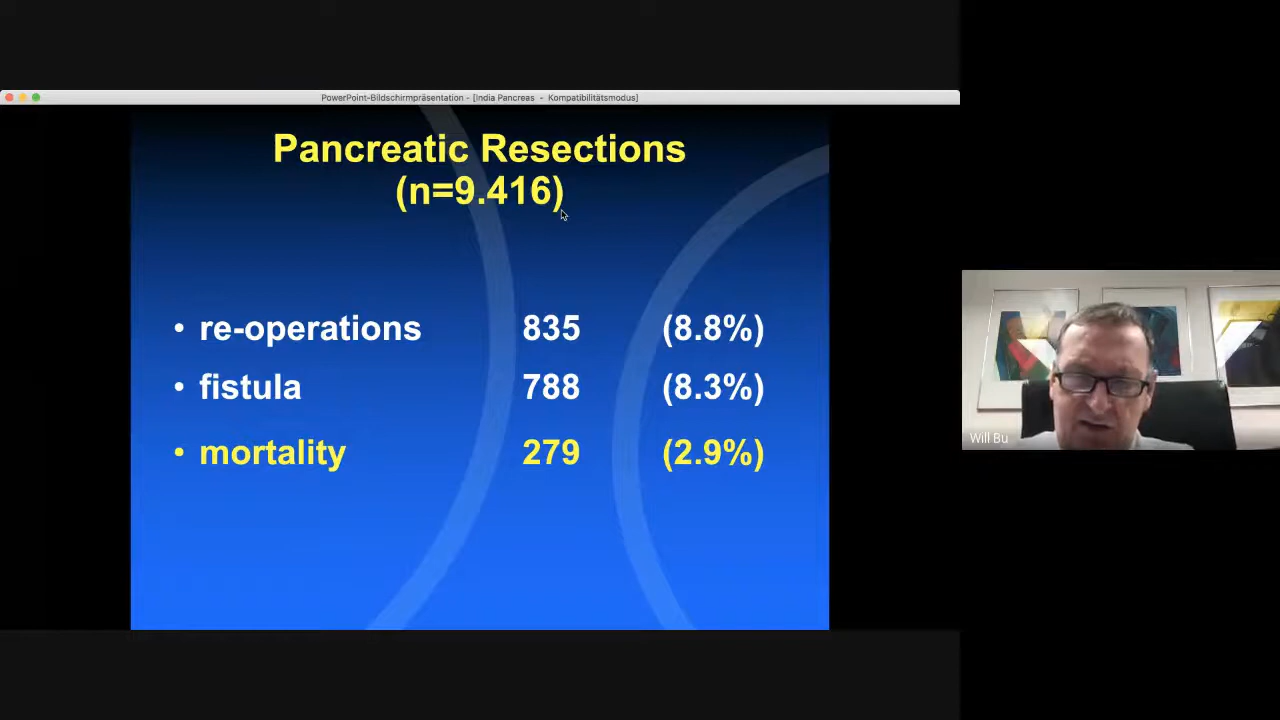 PowerPoint-Bildschirmpräsentation - [India Pancreas - Kompatibilitätsmodus]
Pancreatic Resections
(n=9.416)
• re-operations 835 (8.8%)
• fistula 788 (8.3%)
• mortality 279 (2.9%)
Will Bu